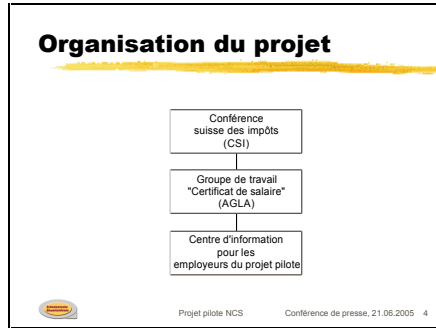 Organisation du projet
Conférence
suisse des impôts
(CSI)
Groupe de travail
"Certificat de salaire"
(AGLA)
Centre d'information
pour les
employeurs du projet pilote
Projet pilote NCS Conférence de presse, 21.06.2005 4